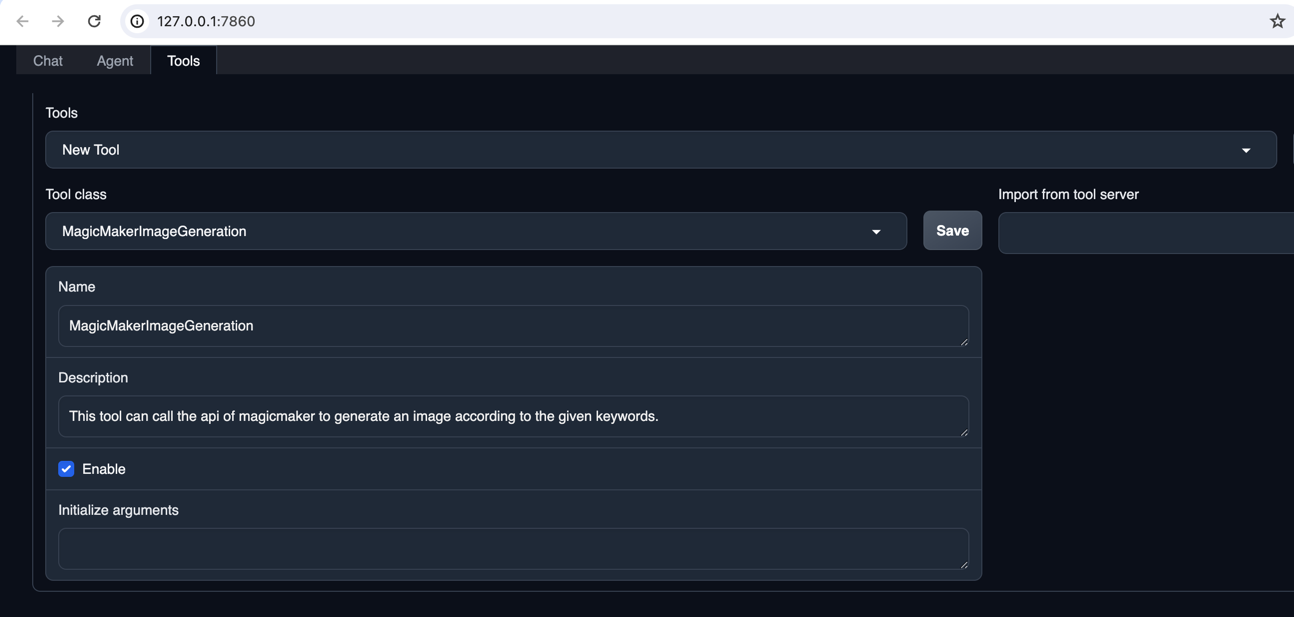 127.0.0.1:7860
Chat Agent Tools
Tools
New Tool
Tool class Import from tool server
MagicMakerImageGeneration Save
Name
MagicMakerImageGeneration
Description
This tool can call the api of magicmaker to generate an image according to the given keywords.
Enable
Initialize arguments